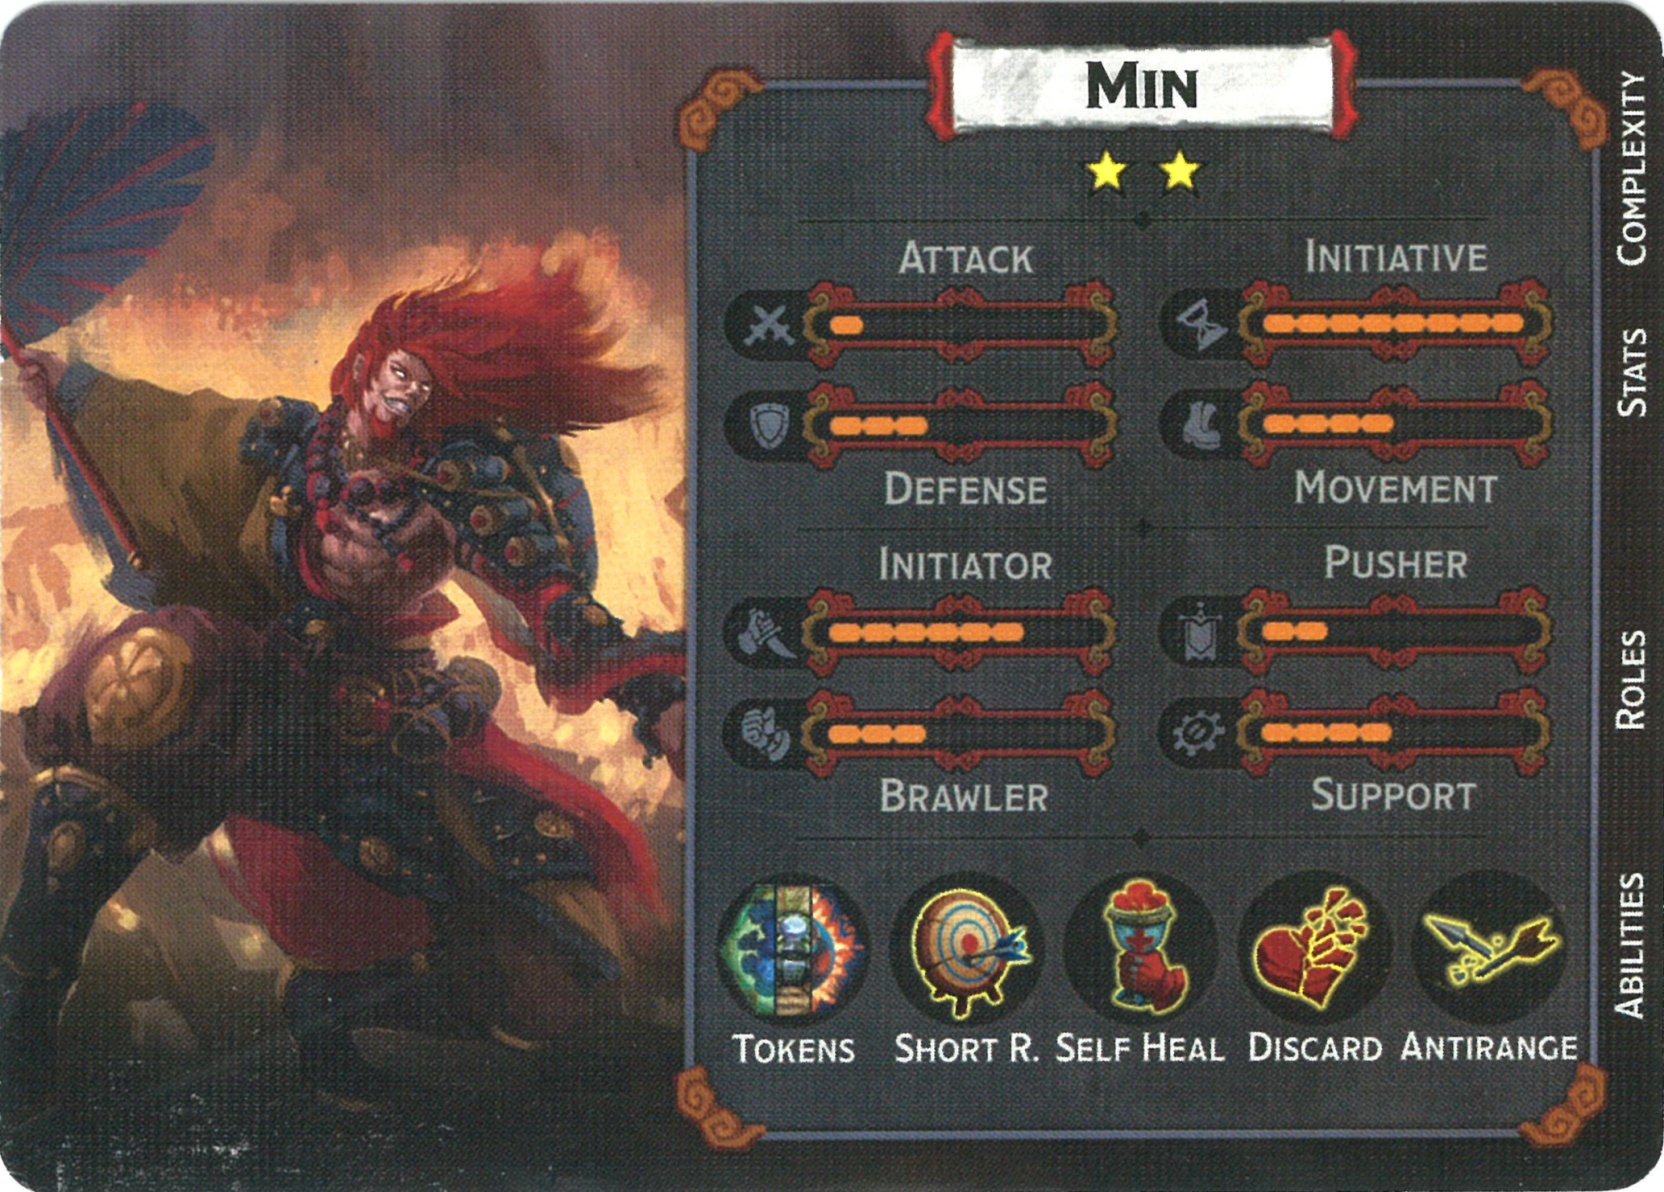 MIN
ATTACK
INITIATIVE
DEFENSE
MOVEMENT
INITIATOR
PUSHER
BRAWLER
SUPPORT
TOKENS
SHORT R.
SELF HEAL
DISCARD
ANTIRANGE
COMPLEXITY
STATS
ROLES
ABILITIES